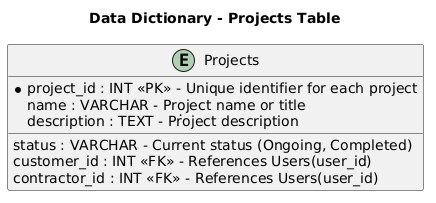 Data Dictionary - Projects Table
E Projects
project_id : INT «PK» - Unique identifier for each project
name : VARCHAR - Project name or title
description : TEXT - Project description
status : VARCHAR - Current status (Ongoing, Completed)
customer_id : INT «FK» - References Users(user_id)
contractor_id : INT «FK» - References Users(user_id)